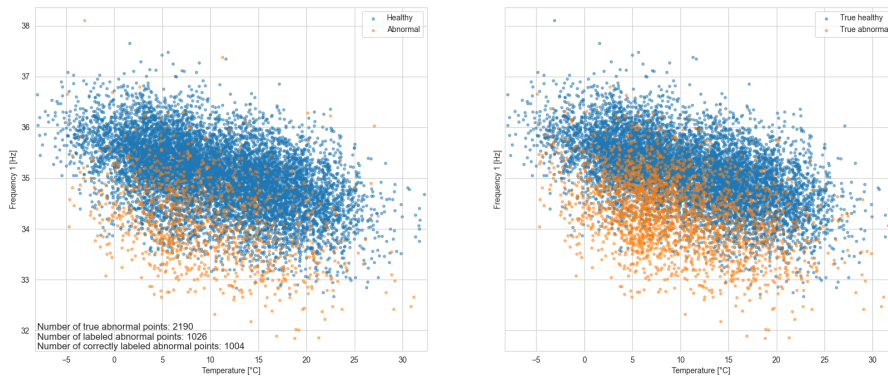 Healthy
Abnormal
38
37
36
35
34
33
32
Frequency 1 [Hz]
Number of true abnormal points: 2190
Number of labeled abnormal points: 1026
Number of correctly labeled abnormal points: 1004
−5 0 5 10 15 20 25 30
Temperature [°C]
True healthy
True abnormal
Frequency 1 [Hz]
−5 0 5 10 15 20 25 30
Temperature [°C]